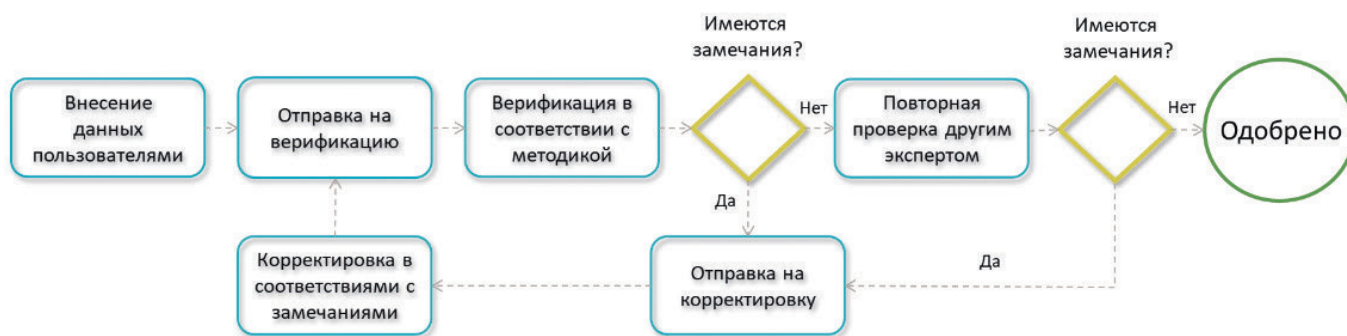 Имеются
замечания?
Имеются
замечания?
Внесение
данных
пользователями
Отправка на
верификацию
Верификация в
соответствии с
методикой
Нет
Повторная
проверка другим
экспертом
Нет
Одобрено
Да
Корректировка в
соответствиями с
замечаниями
Отправка на
корректировку
Да